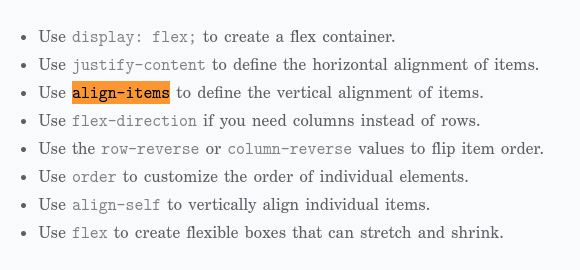 Use display: flex; to create a flex container.
Use justify-content to define the horizontal alignment of items.
Use align-items to define the vertical alignment of items.
Use flex-direction if you need columns instead of rows.
Use the row-reverse or column-reverse values to flip item order.
Use order to customize the order of individual elements.
Use align-self to vertically align individual items.
Use flex to create flexible boxes that can stretch and shrink.